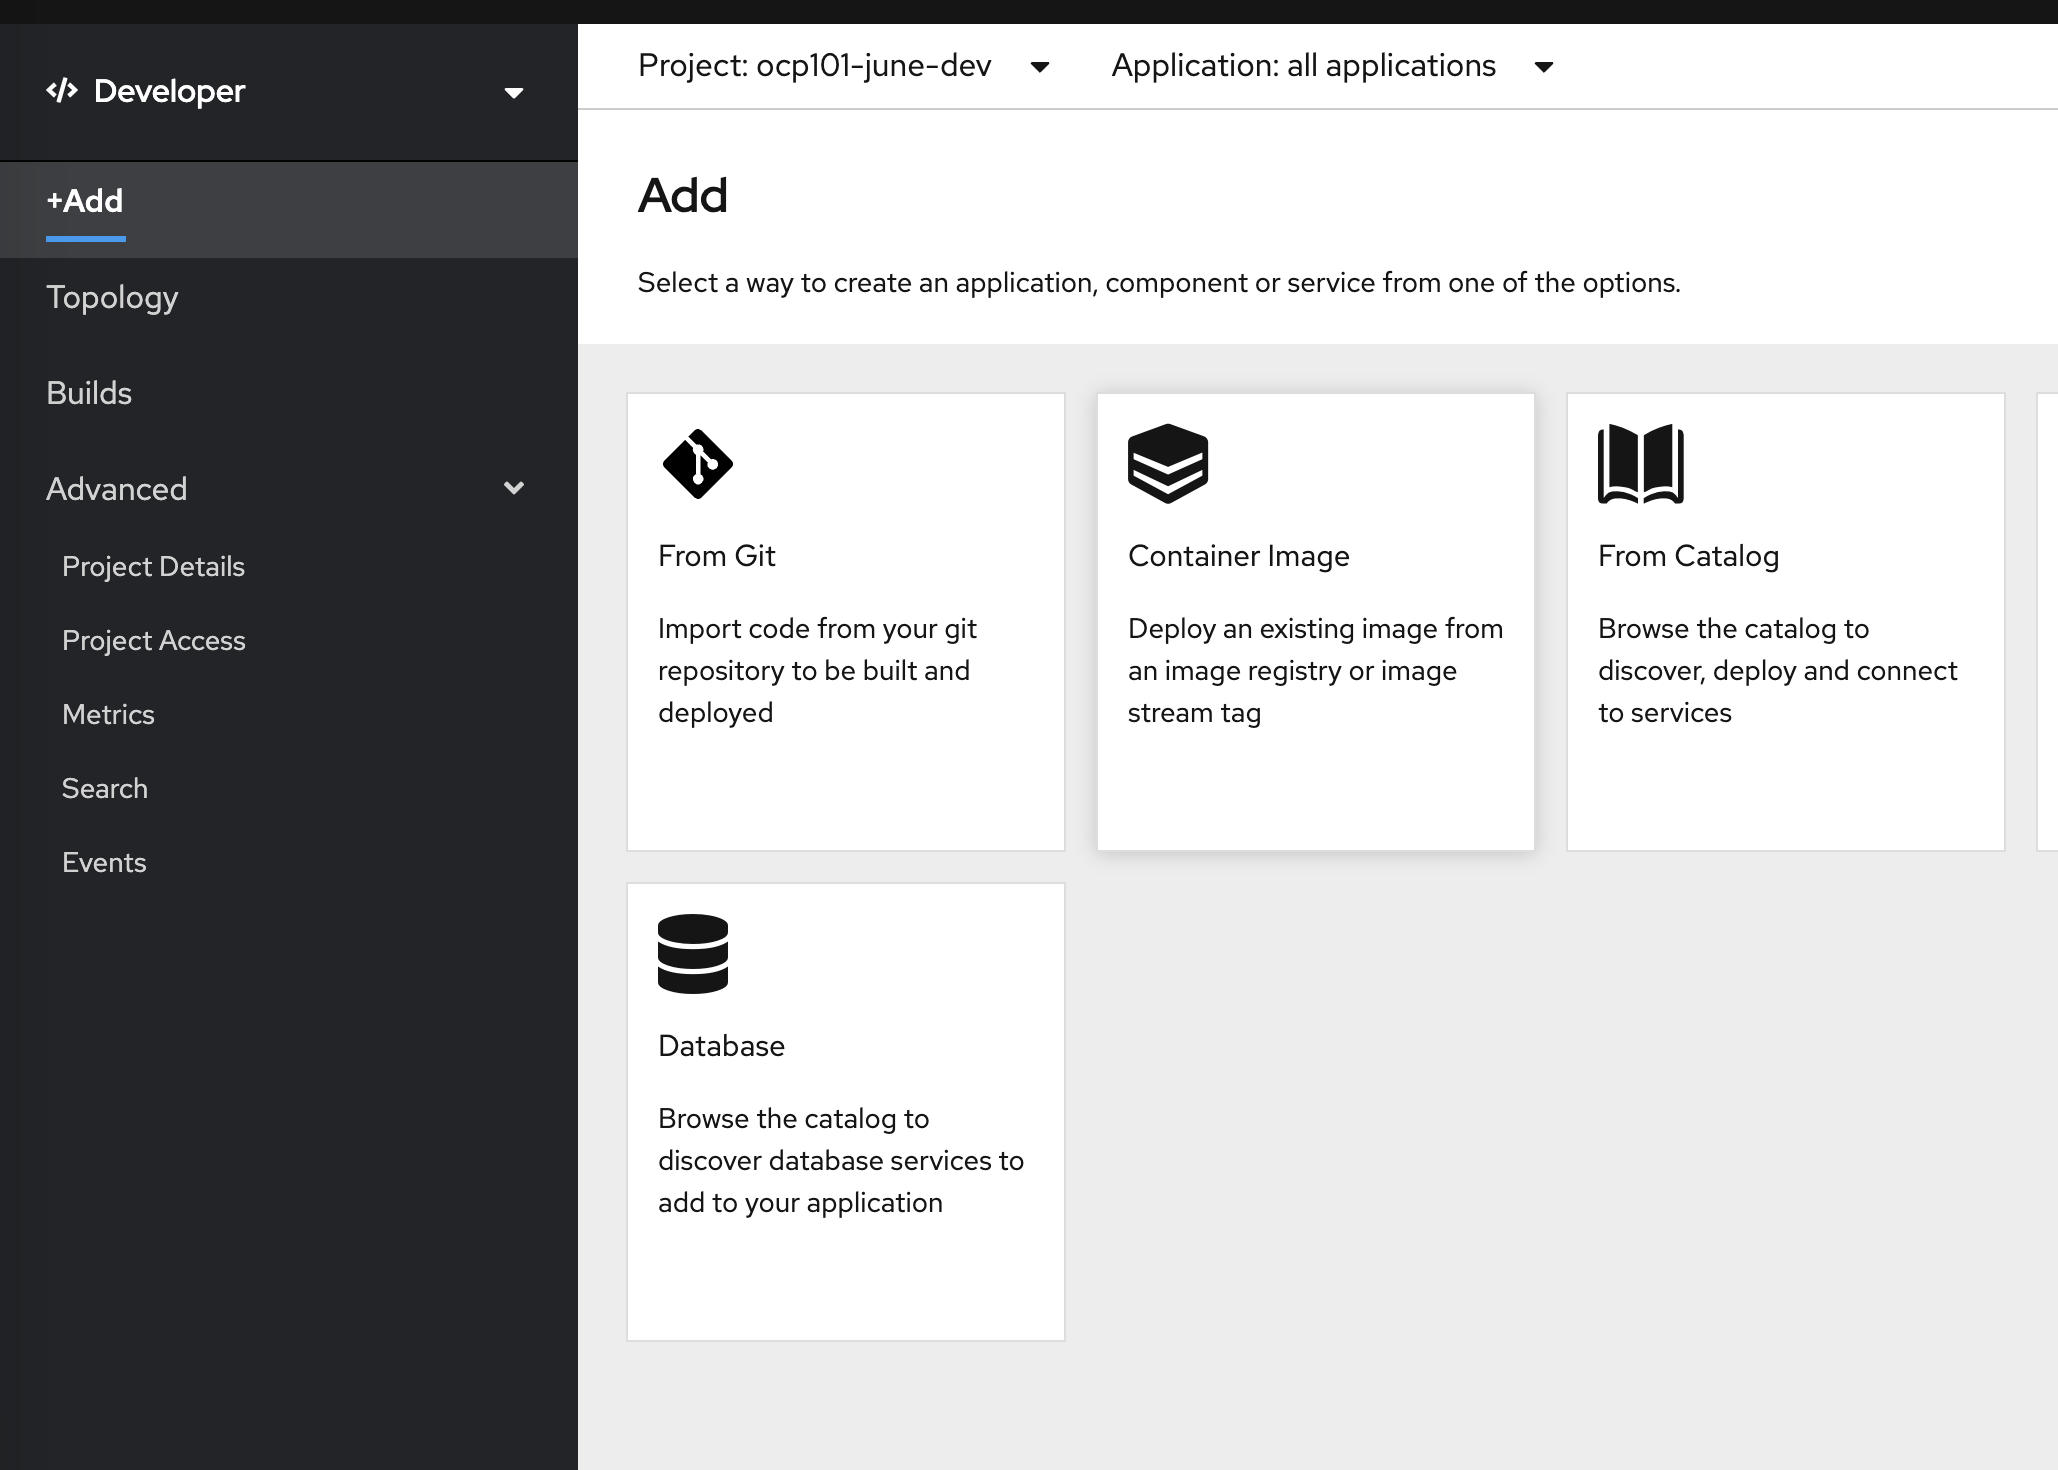 Developer
+Add
Topology
Builds
Advanced
Project Details
Project Access
Metrics
Search
Events
Project: ocp101-june-dev
Application: all applications
Add
Select a way to create an application, component or service from one of the options.
From Git
Import code from your git
repository to be built and
deployed
Container Image
Deploy an existing image from
an image registry or image
stream tag
From Catalog
Browse the catalog to
discover, deploy and connect
to services
Database
Browse the catalog to
discover database services to
add to your application